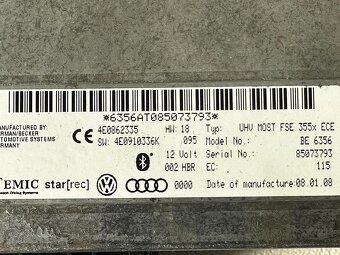 *6356AT085073793*
MANUFACTURED BY:
HARMAN/BECKER
AUTOMOTIVE SYSTEMS
GERMANY
4E0862335 HW: 18 Typ: UHV MOST FSE 355x ECE
SW: 4E0910336K 095 Model No.: BE 6356
12 Volt Serial No.: 85073793
002 HBR EC: 115
TEMIC star[rec] 0000 Date of manufacture: 08.01.08